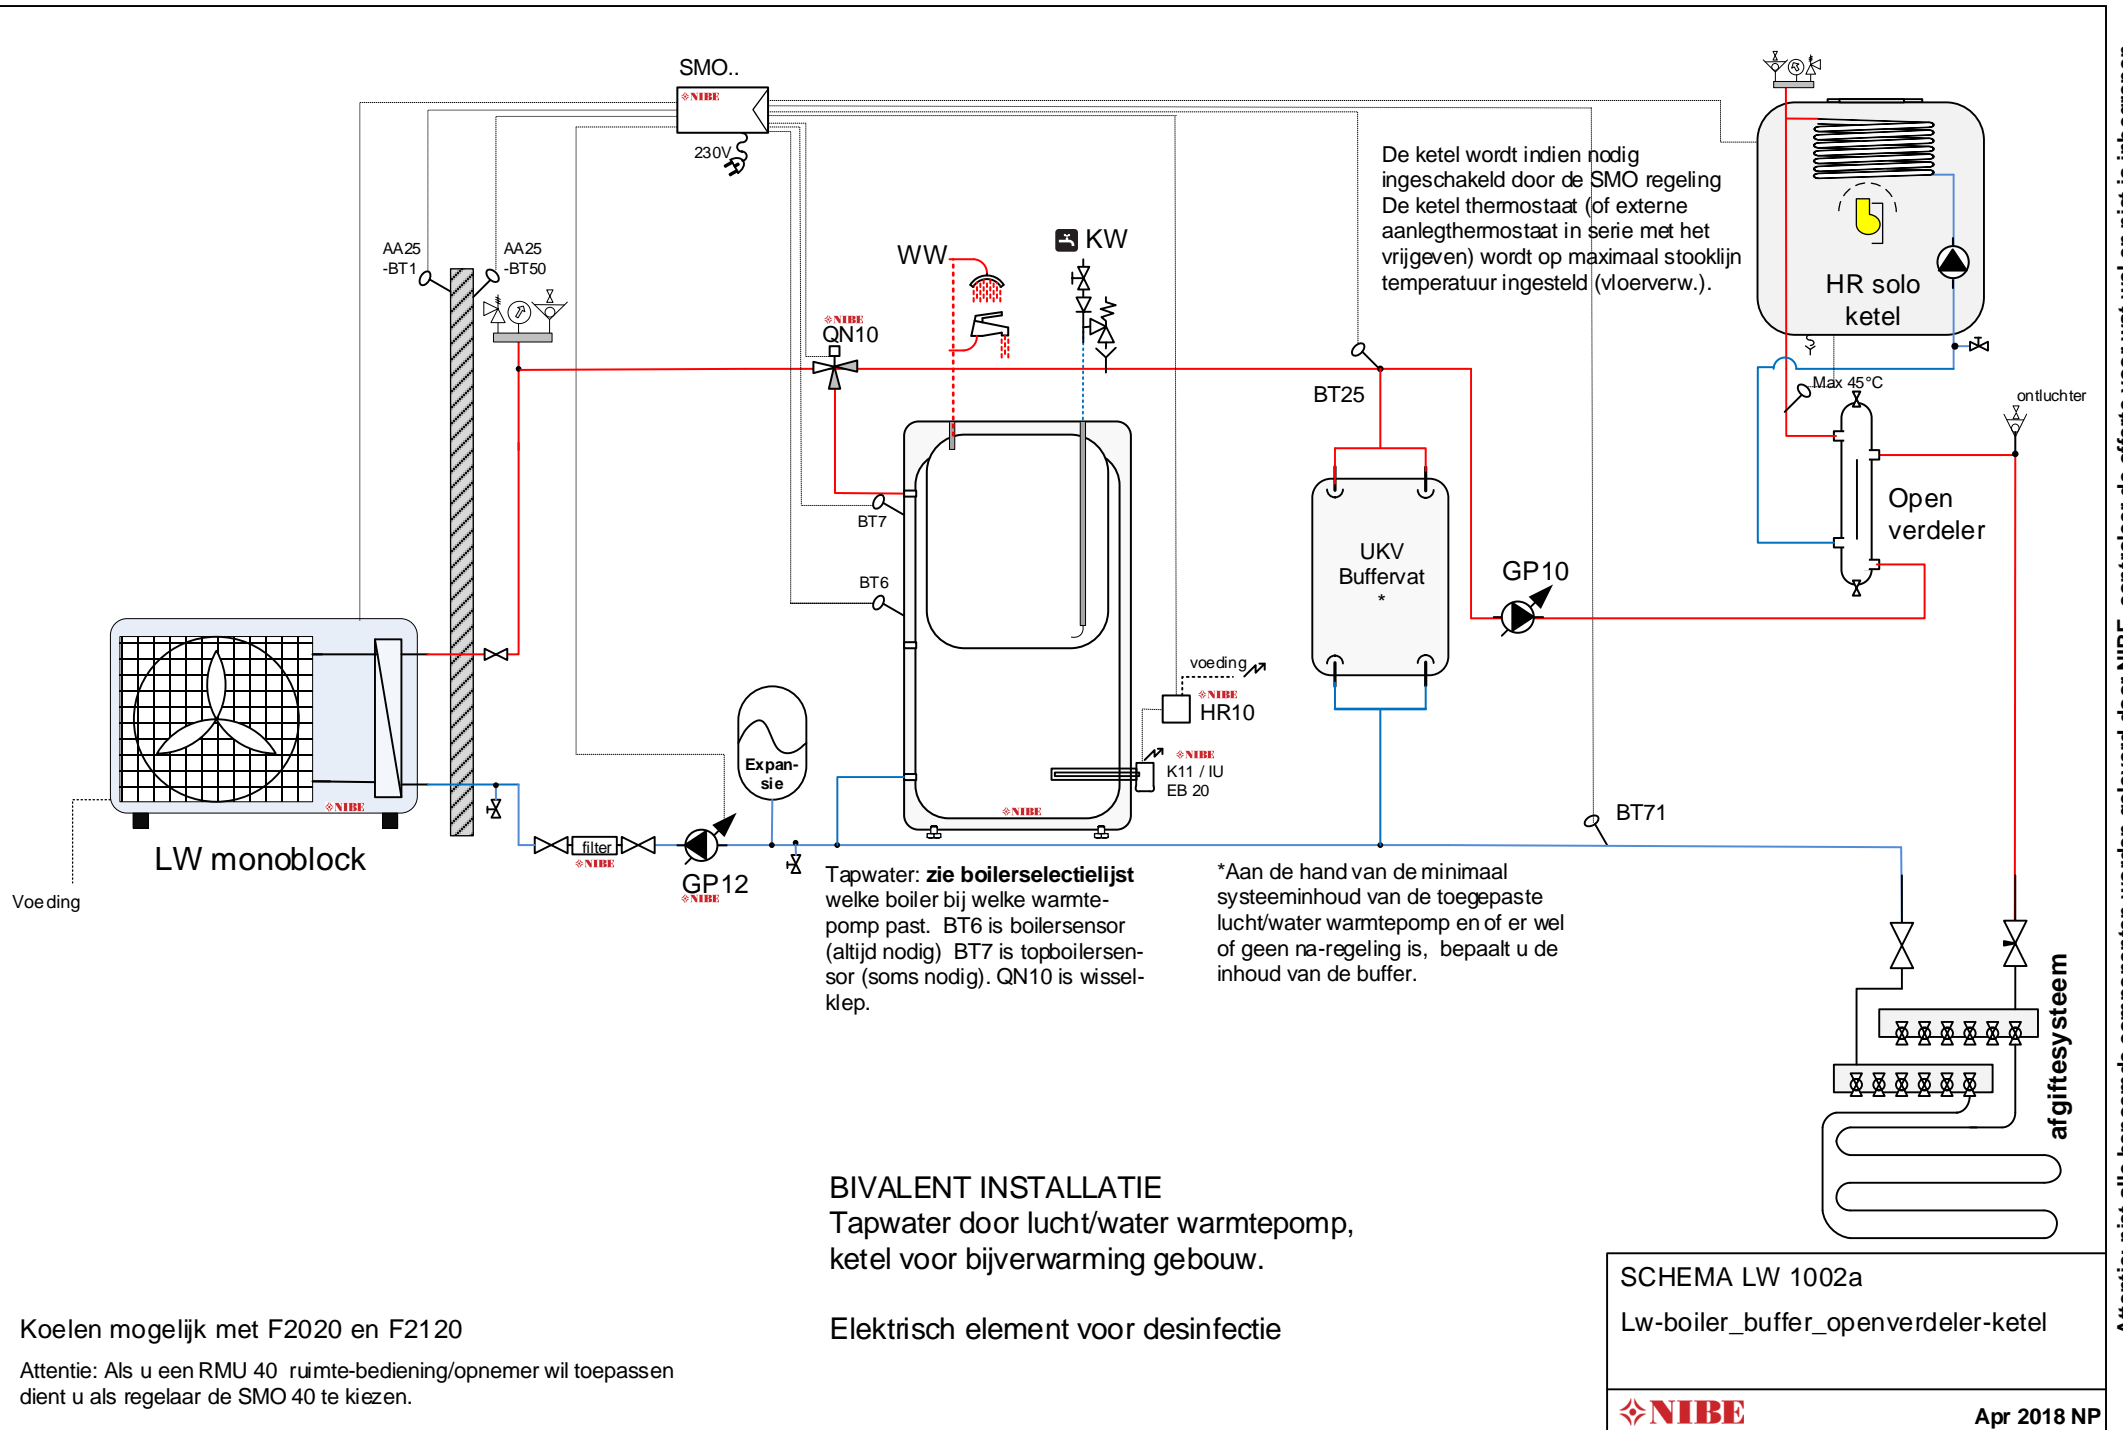 SMO..
NIBE
230V
AA25
-BT1
AA25
-BT50
WW
KW
NIBE
QN10
De ketel wordt indien nodig
ingeschakeld door de SMO regeling
De ketel thermostaat (of externe
aanlegthermostaat in serie met het
vrijgeven) wordt op maximaal stooklijn
temperatuur ingesteld (vloerverw.).
HR solo
ketel
Max 45°C
ontluchter
BT25
BT7
BT6
UKV
Buffervat
*
GP10
Open
verdeler
voeding
NIBE
HR10
NIBE
K11 / IU
EB 20
NIBE
Expan-
sie
NIBE
LW monoblock
Voeding
filter
NIBE
GP12
NIBE
BT71
Tapwater: zie boilerselectielijst
welke boiler bij welke warmte-
pomp past. BT6 is boilersensor
(altijd nodig) BT7 is topboilersen-
sor (soms nodig). QN10 is wissel-
klep.
*Aan de hand van de minimaal
systeeminhoud van de toegepaste
lucht/water warmtepomp en of er wel
of geen na-regeling is, bepaalt u de
inhoud van de buffer.
afgiftesysteem
BIVALENT INSTALLATIE
Tapwater door lucht/water warmtepomp,
ketel voor bijverwarming gebouw.
Elektrisch element voor desinfectie
Koelen mogelijk met F2020 en F2120
Attentie: Als u een RMU 40 ruimte-bediening/opnemer wil toepassen
dient u als regelaar de SMO 40 te kiezen.
SCHEMA LW 1002a
Lw-boiler_buffer_openverdeler-ketel
NIBE
Apr 2018 NP